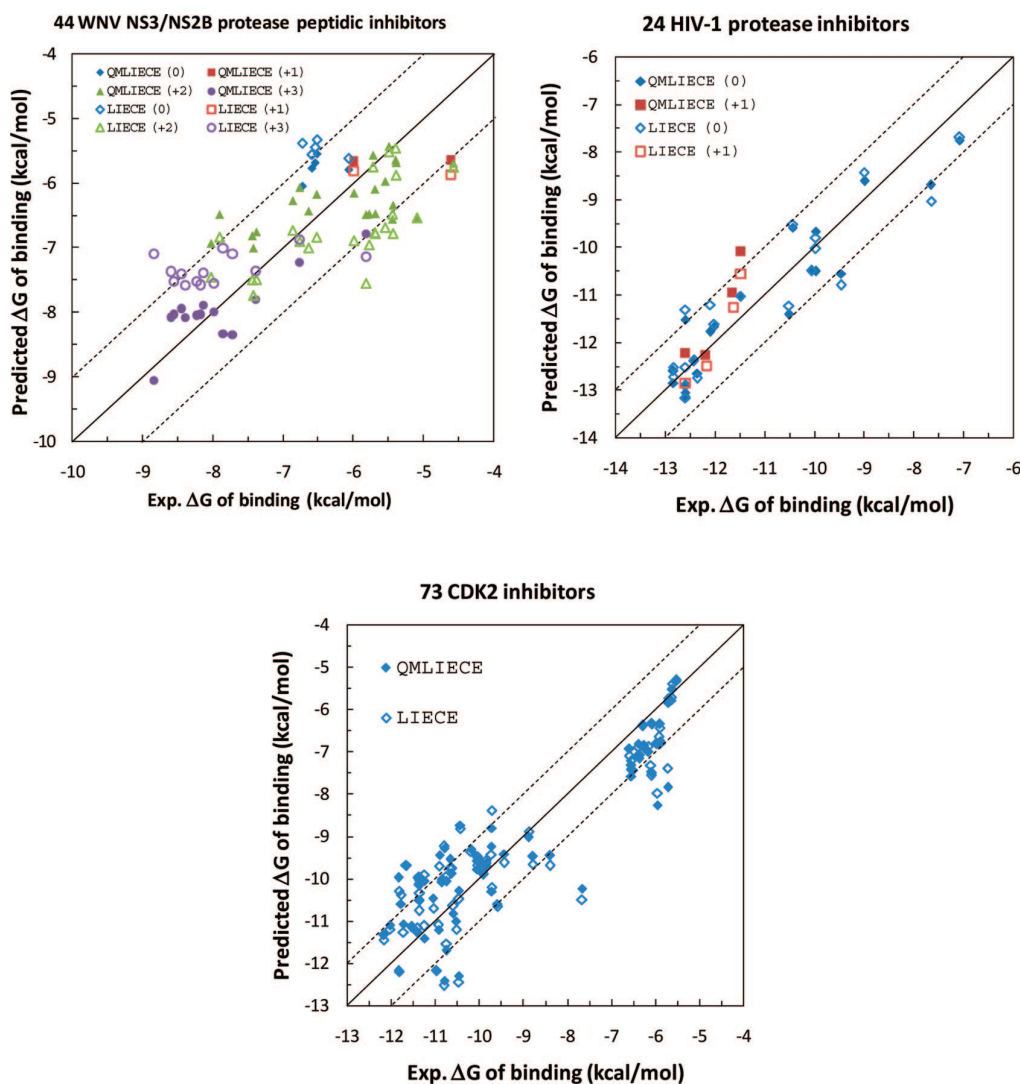 44 WNV NS3/NS2B protease peptidic inhibitors
Predicted ΔG of binding (kcal/mol)
-4
-5
-6
-7
-8
-9
-10
QMLIECE (0)
QMLIECE (+1)
QMLIECE (+2)
QMLIECE (+3)
LIECE (0)
LIECE (+1)
LIECE (+2)
LIECE (+3)
-10 -9 -8 -7 -6 -5 -4
Exp. ΔG of binding (kcal/mol)
24 HIV-1 protease inhibitors
Predicted ΔG of binding (kcal/mol)
-6
-7
-8
-9
-10
-11
-12
-13
-14
QMLIECE (0)
QMLIECE (+1)
LIECE (0)
LIECE (+1)
-14 -13 -12 -11 -10 -9 -8 -7 -6
Exp. ΔG of binding (kcal/mol)
73 CDK2 inhibitors
Predicted ΔG of binding (kcal/mol)
-4
-5
-6
-7
-8
-9
-10
-11
-12
-13
QMLIECE
LIECE
-13 -12 -11 -10 -9 -8 -7 -6 -5 -4
Exp. ΔG of binding (kcal/mol)